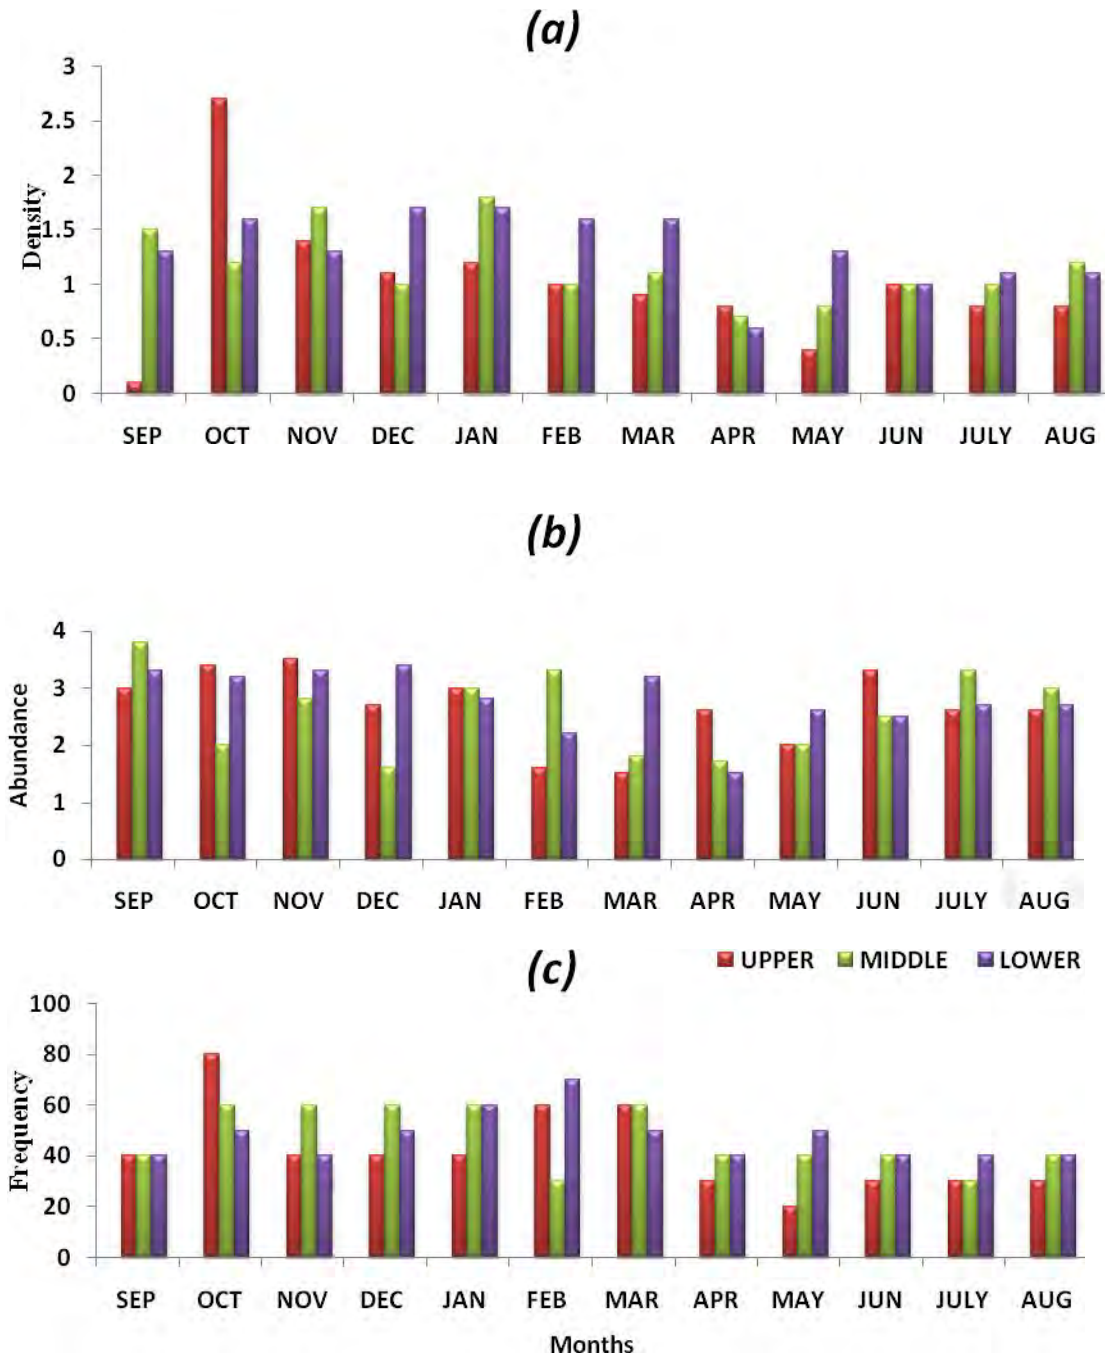 (a)
3
2.5
2
1.5
1
0.5
0
Density
SEP OCT NOV DEC JAN FEB MAR APR MAY JUN JULY AUG
(b)
4
3
2
1
0
Abundance
SEP OCT NOV DEC JAN FEB MAR APR MAY JUN JULY AUG
UPPER MIDDLE LOWER
(c)
100
80
60
40
20
0
Frequency
SEP OCT NOV DEC JAN FEB MAR APR MAY JUN JULY AUG
Months